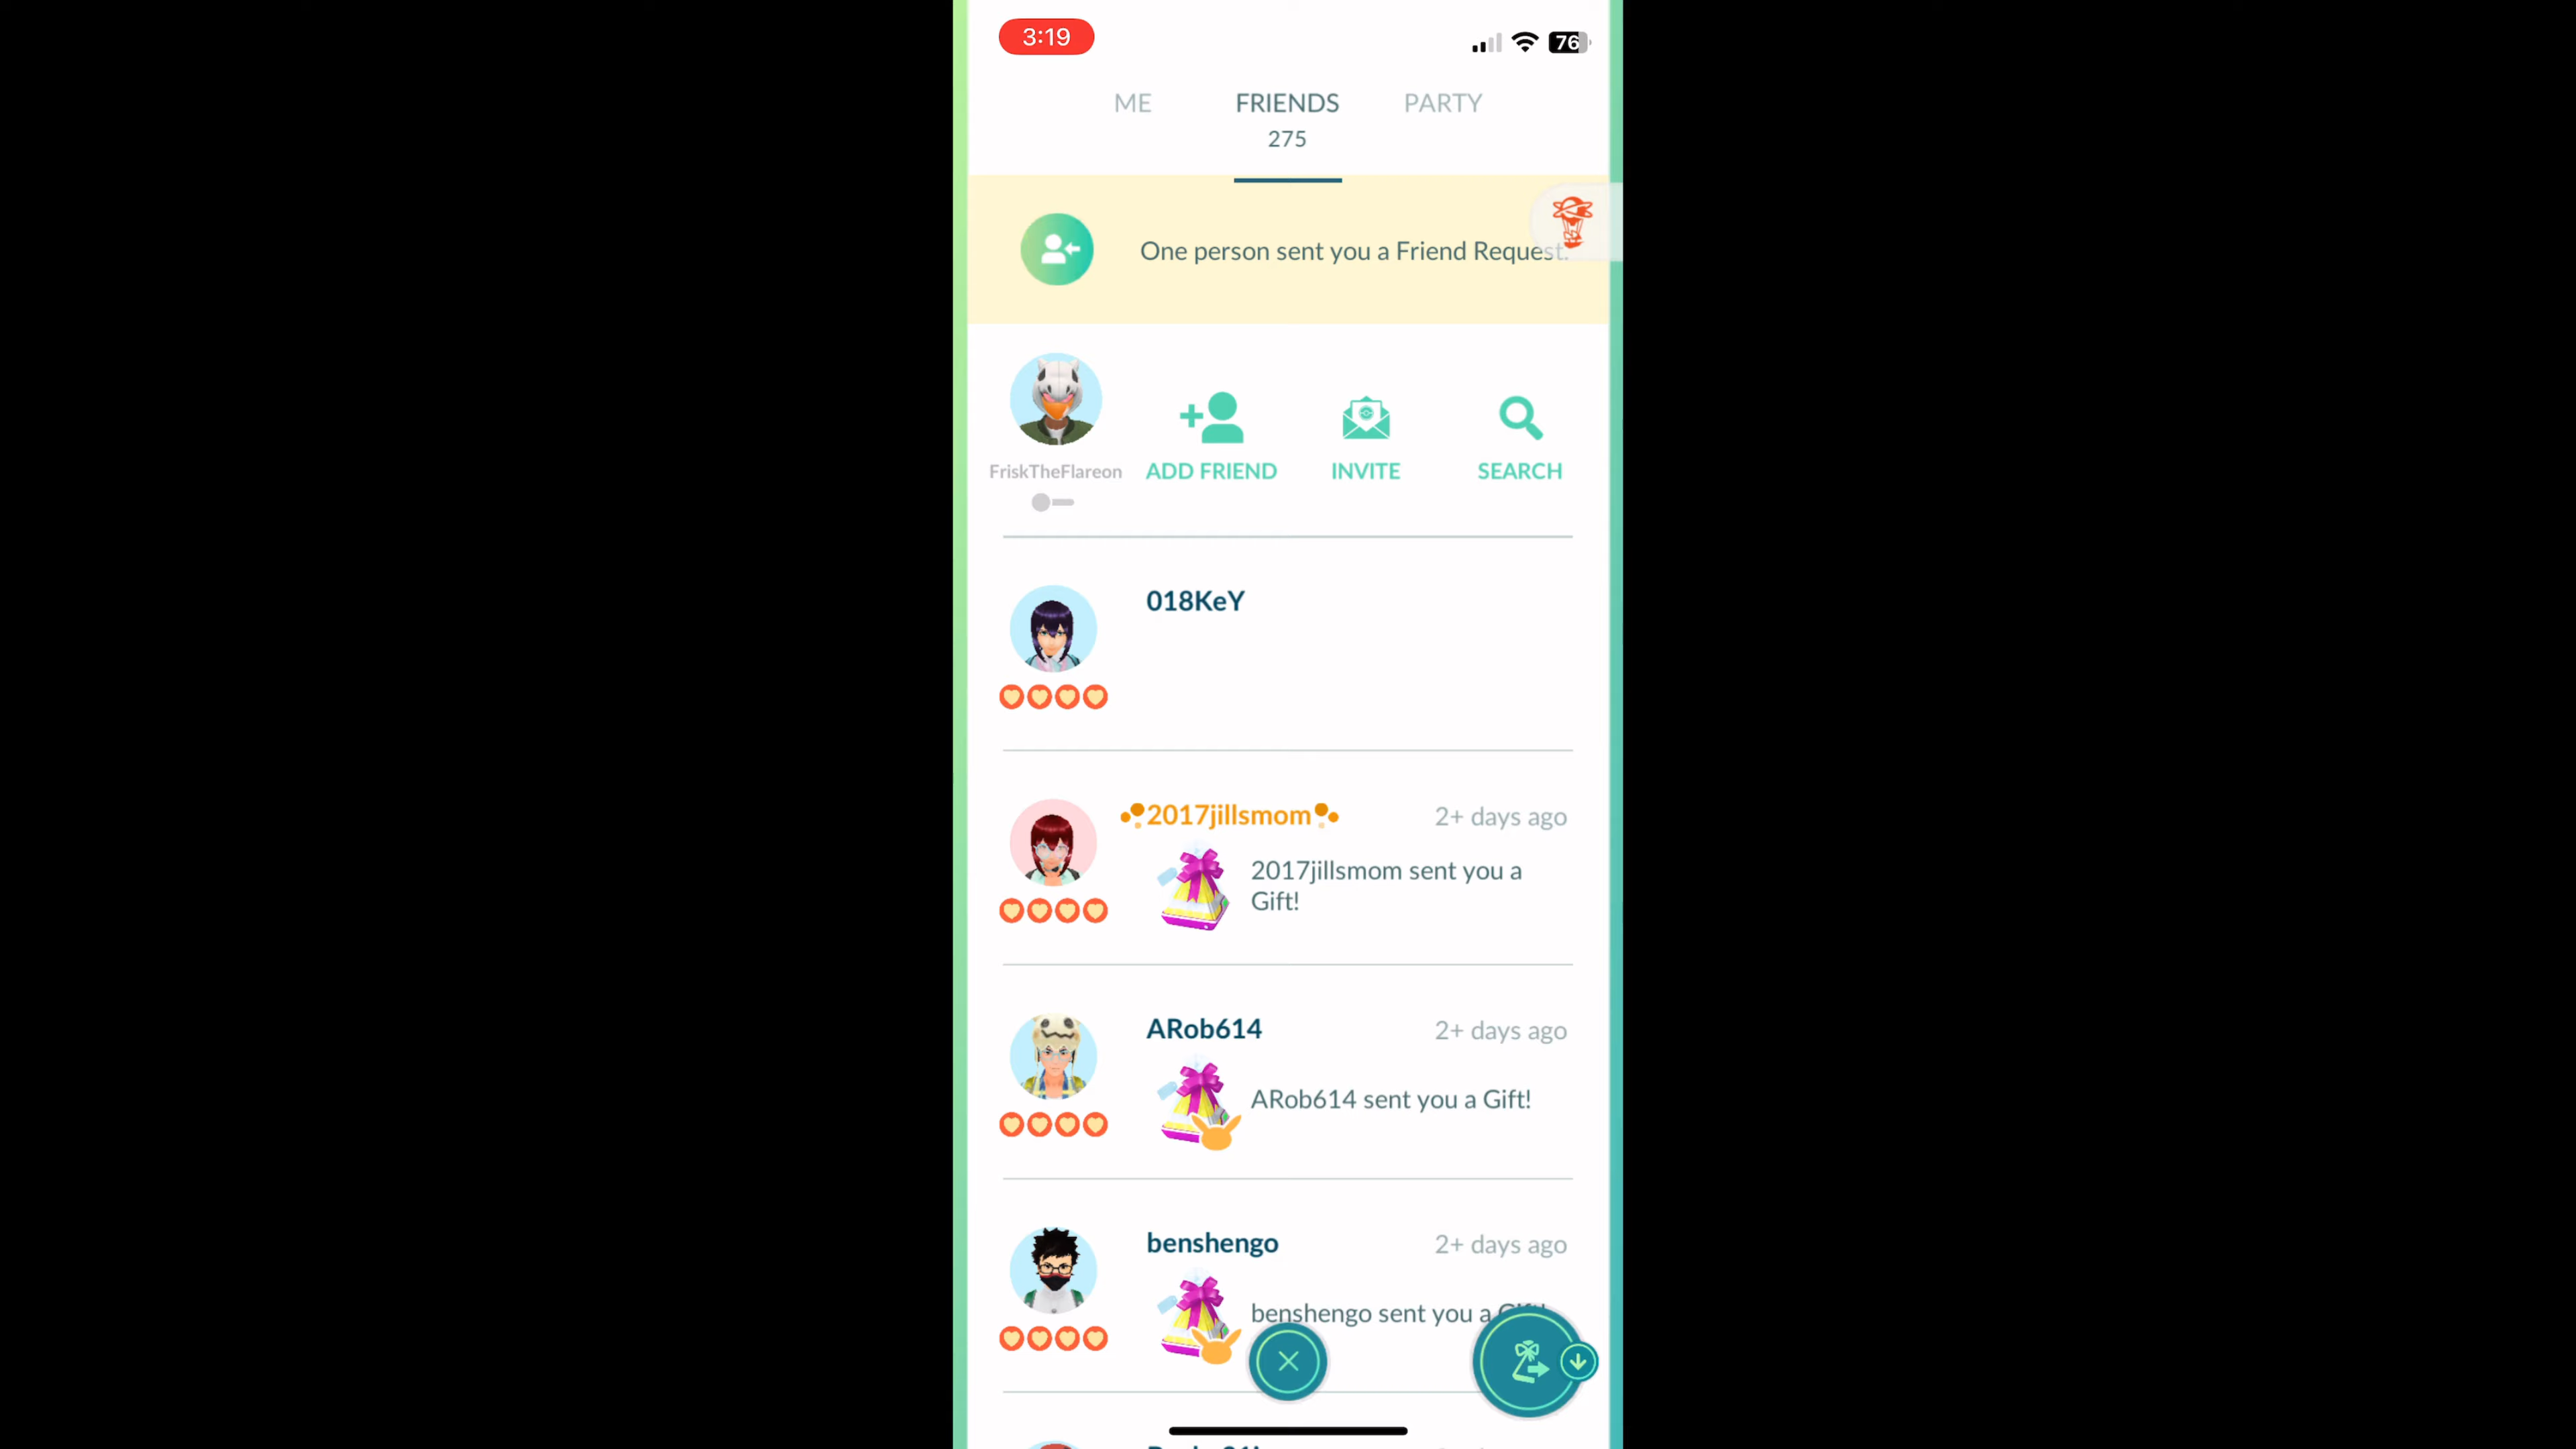 3:19
76
ME FRIENDS PARTY
275
One person sent you a Friend Request.
FriskTheFlareon
ADD FRIEND INVITE SEARCH
018KeY
2017jillsmom 2+ days ago
2017jillsmom sent you a
Gift!
ARob614 2+ days ago
ARob614 sent you a Gift!
benshengo 2+ days ago
benshengo sent you a Gift!